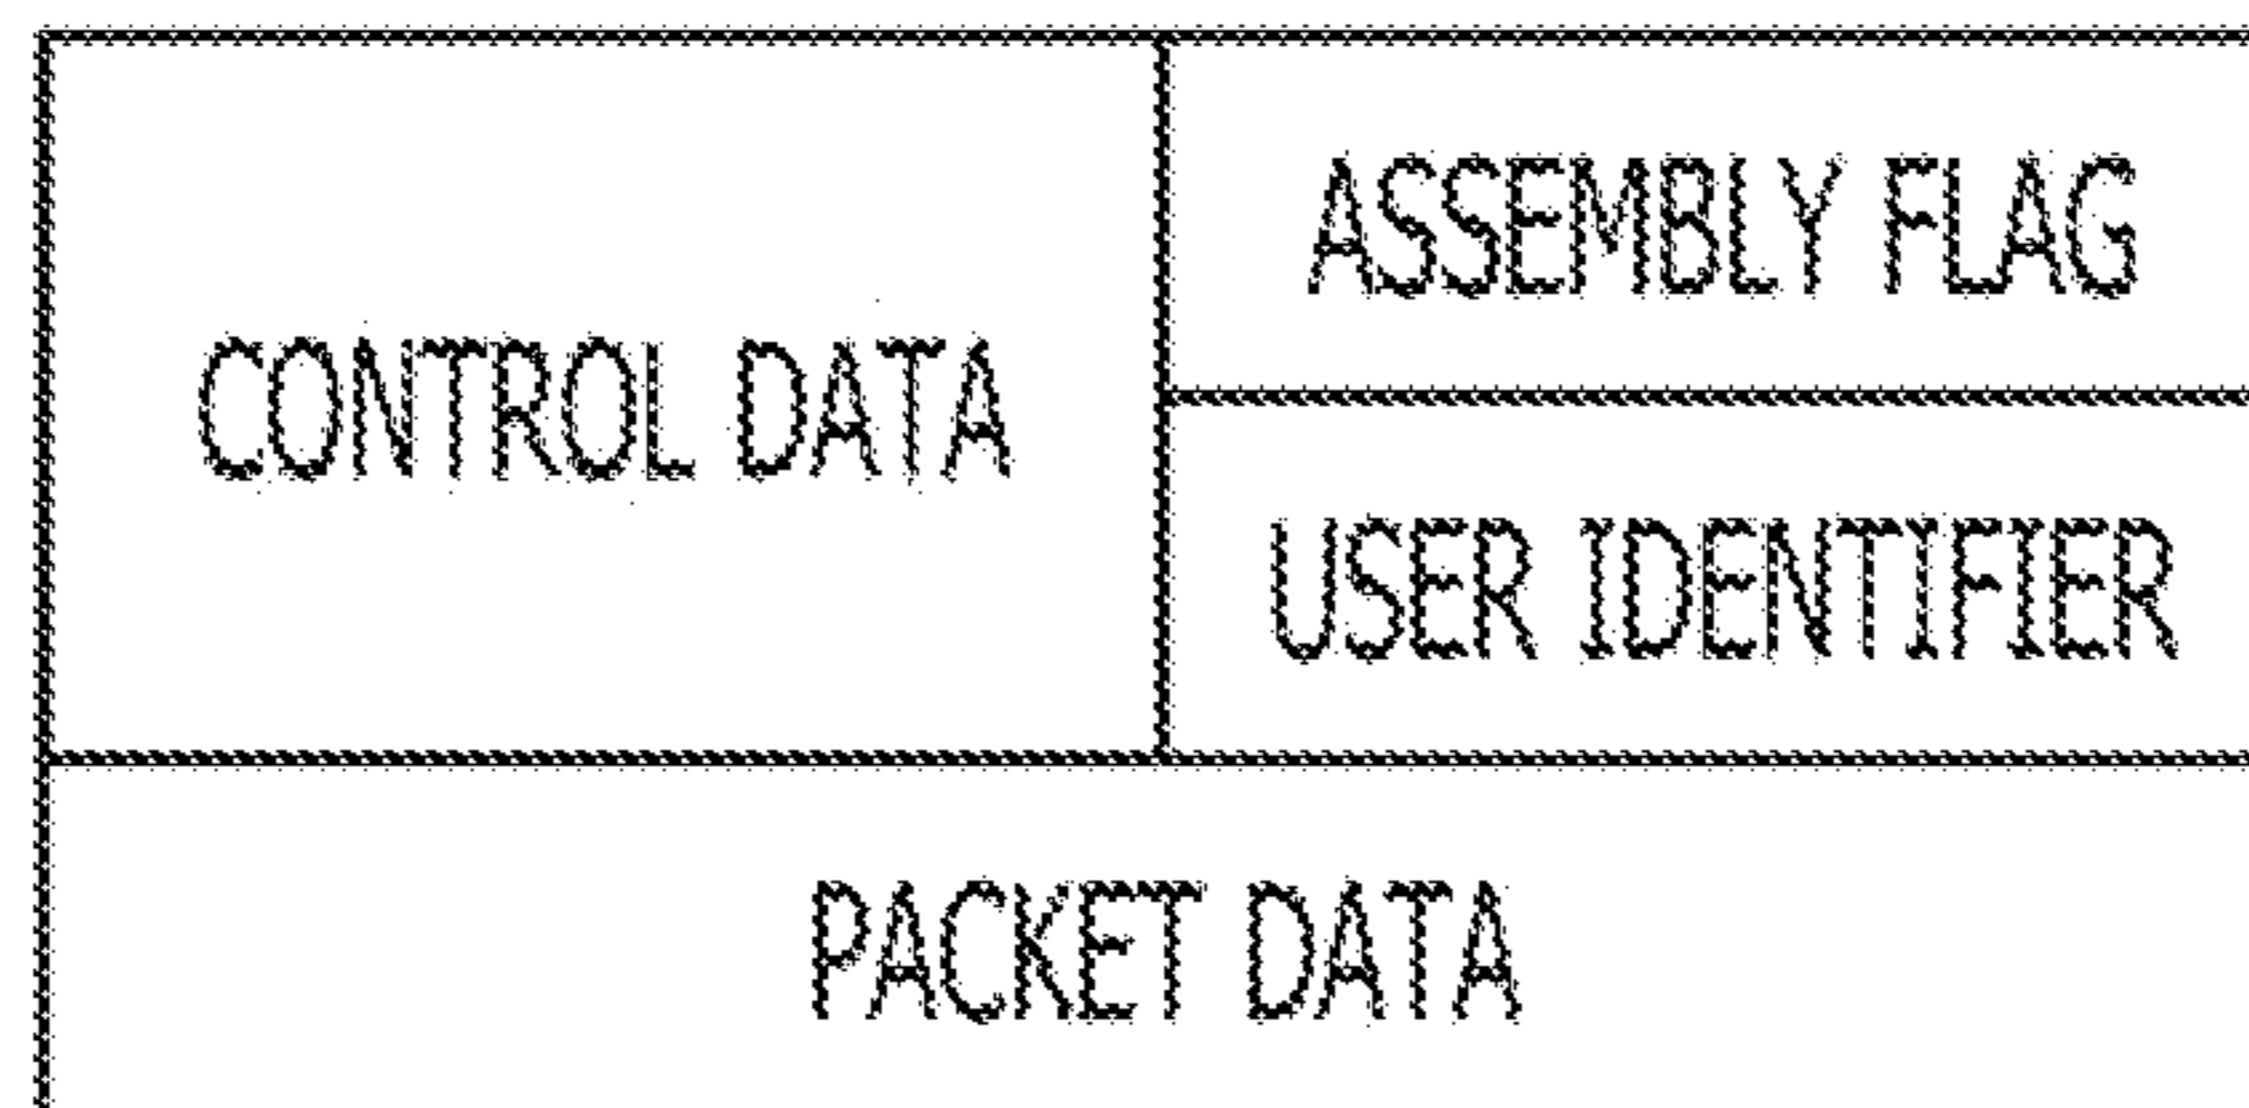 CONTROL DATA
ASSEMBLY FLAG
USER IDENTIFIER
PACKET DATA